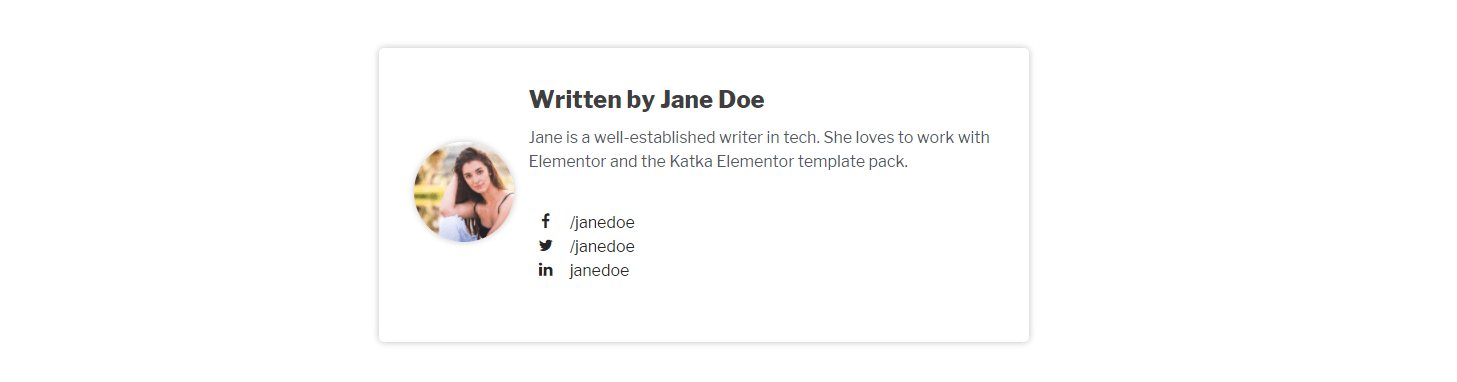 Written by Jane Doe
Jane is a well-established writer in tech. She loves to work with
Elementor and the Katka Elementor template pack.
/janedoe
/janedoe
janedoe